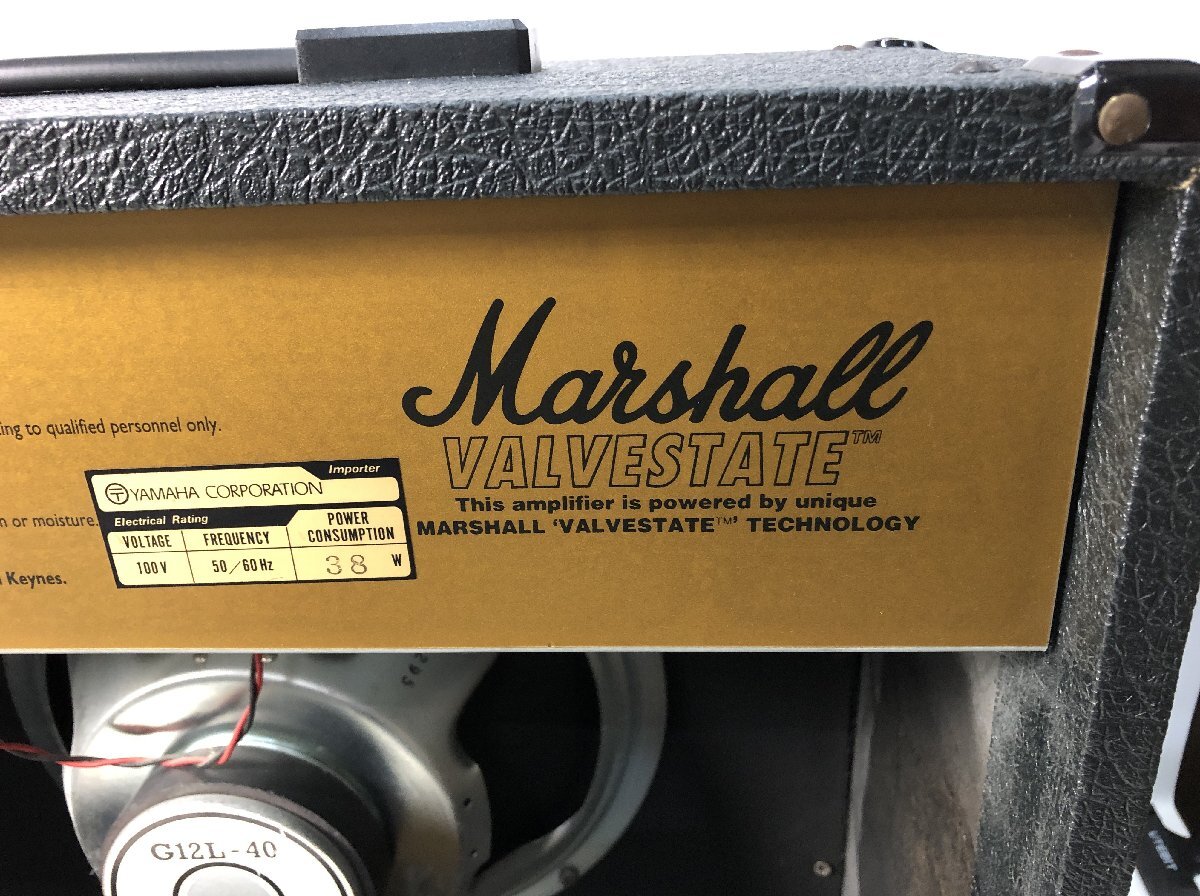 Marshall
VALVESTATE™
This amplifier is powered by unique
MARSHALL 'VALVESTATE™' TECHNOLOGY
to qualified personnel only.
or moisture.
Keynes.
Importer
YAMAHA CORPORATION
Electrical Rating
VOLTAGE FREQUENCY POWER CONSUMPTION
100V 50/60Hz 38 W
G12L-40